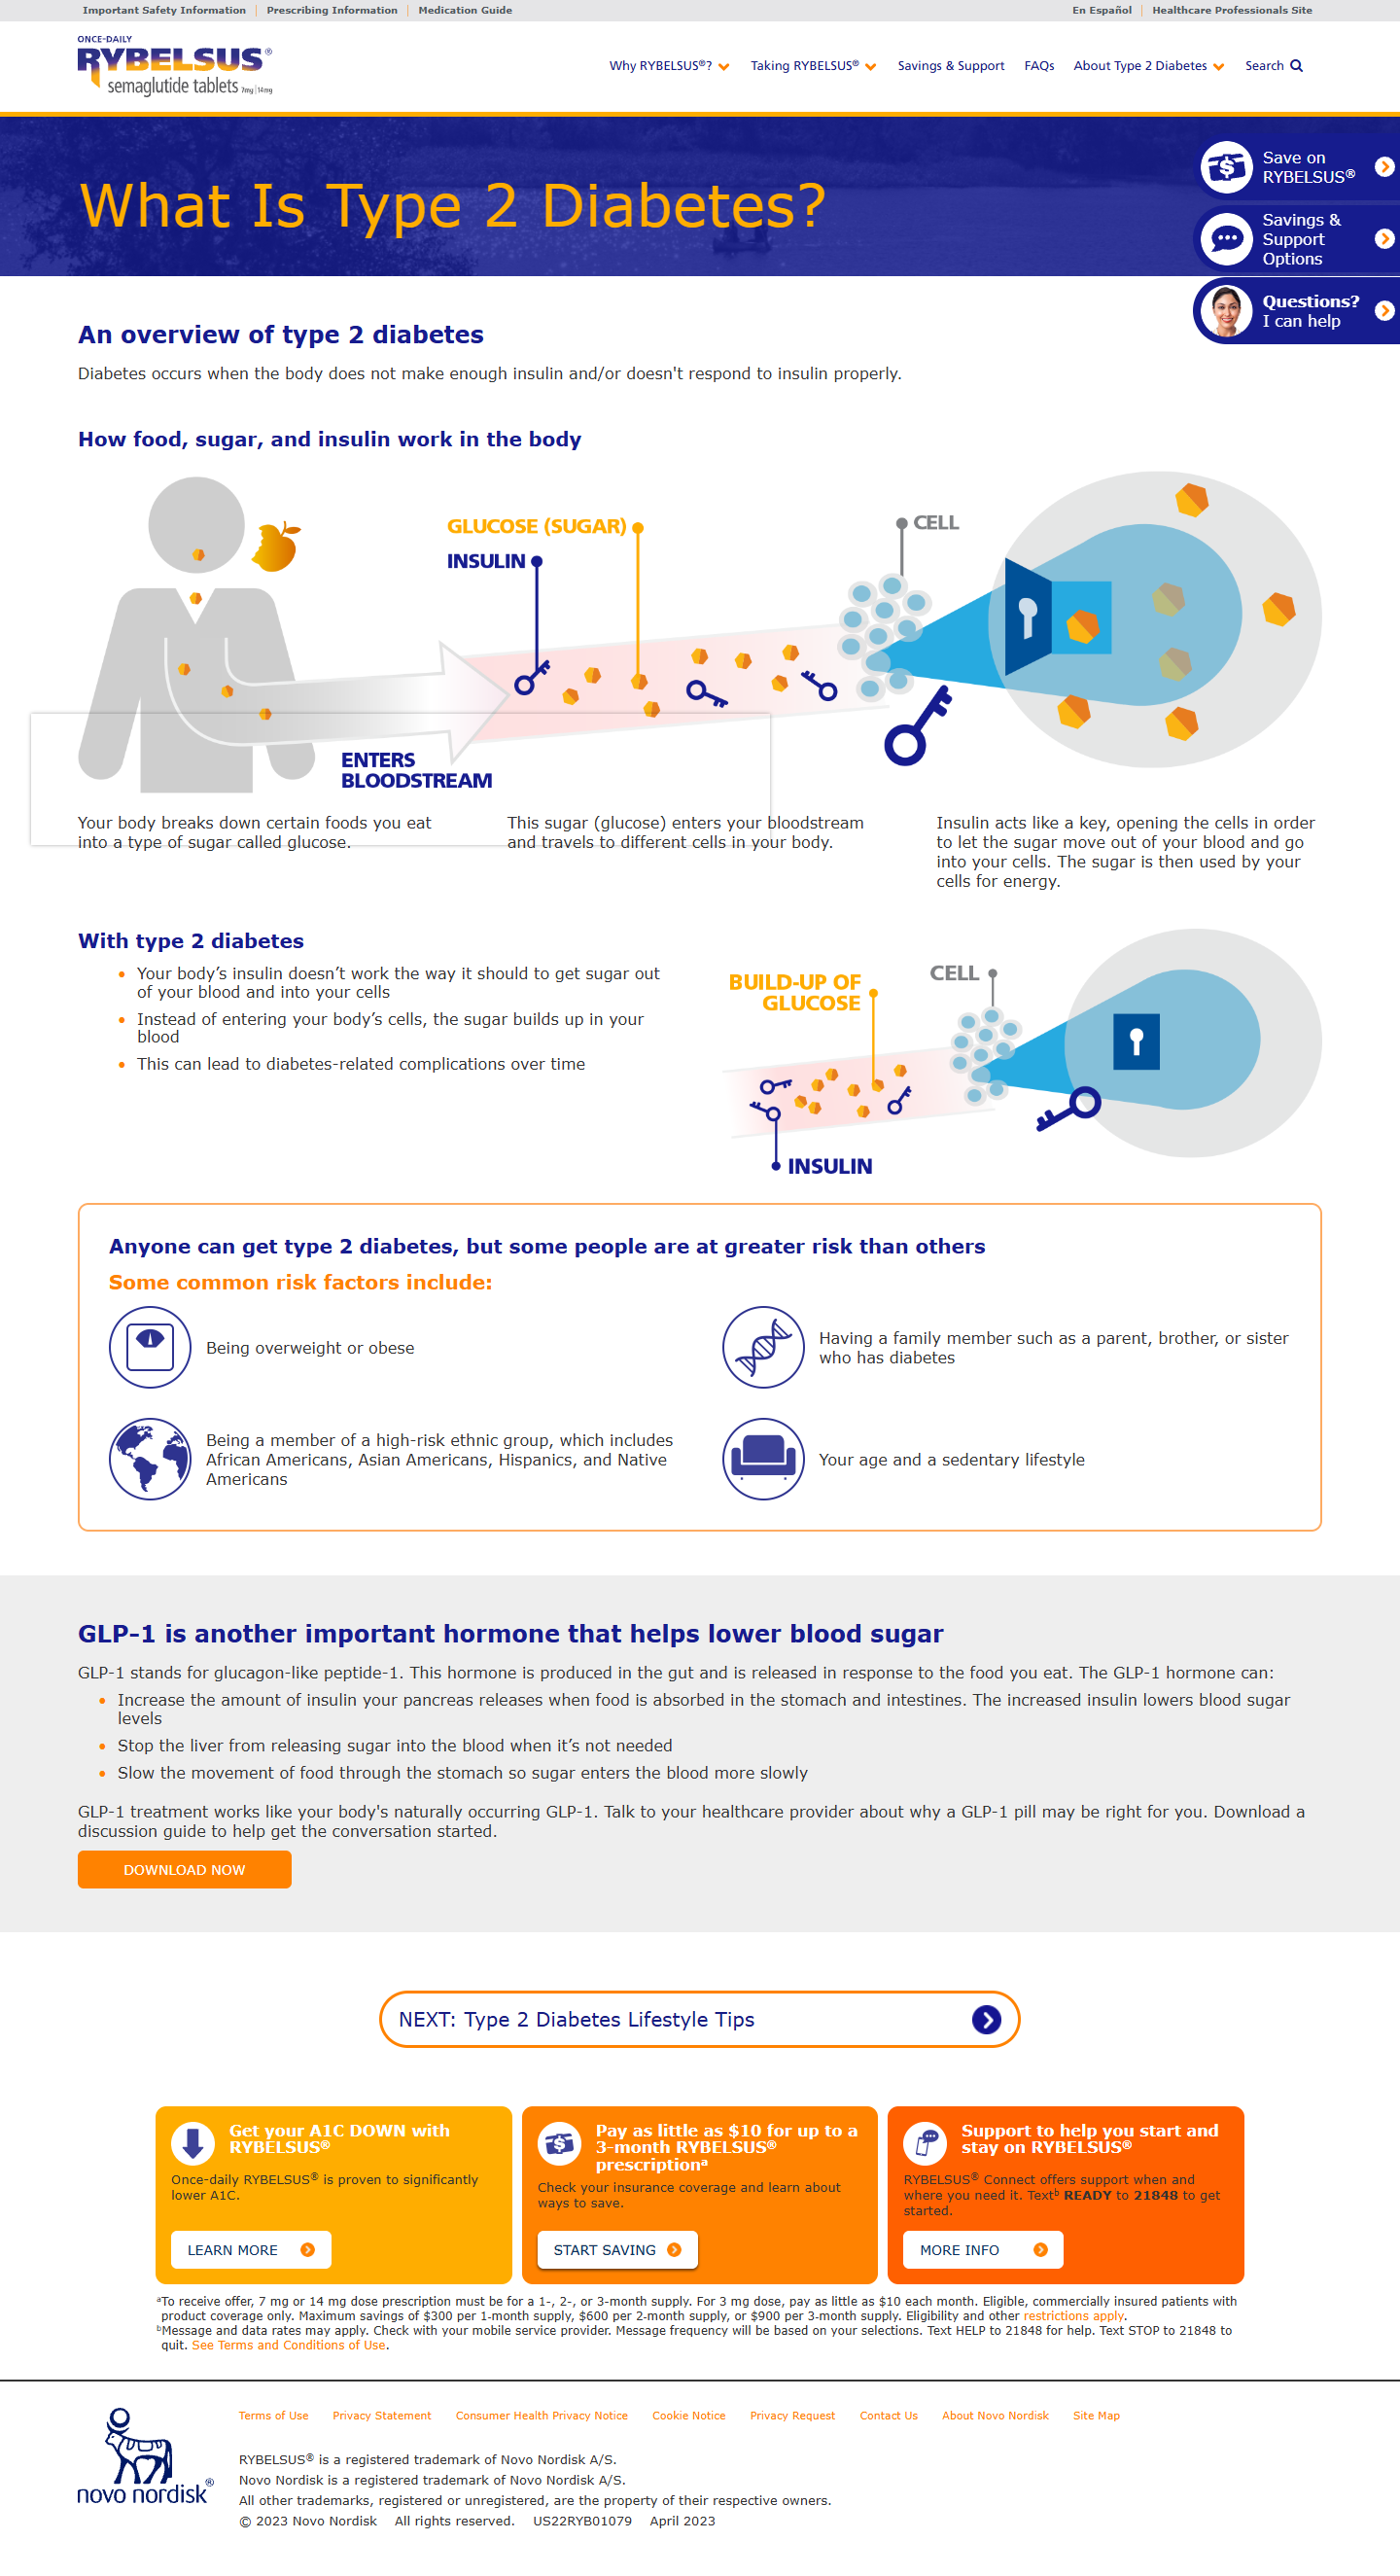 Important Safety Information | Prescribing Information | Medication Guide
En Español | Healthcare Professionals Site
ONCE-DAILY
RYBELSUS®
semaglutide tablets 7mg | 14mg
Why RYBELSUS®? Taking RYBELSUS® Savings & Support FAQs About Type 2 Diabetes Search
What Is Type 2 Diabetes?
Save on
RYBELSUS®
Savings &
Support
Options
Questions?
I can help
An overview of type 2 diabetes
Diabetes occurs when the body does not make enough insulin and/or doesn't respond to insulin properly.
How food, sugar, and insulin work in the body
GLUCOSE (SUGAR)
INSULIN
CELL
ENTERS
BLOODSTREAM
Your body breaks down certain foods you eat
into a type of sugar called glucose.
This sugar (glucose) enters your bloodstream
and travels to different cells in your body.
Insulin acts like a key, opening the cells in order
to let the sugar move out of your blood and go
into your cells. The sugar is then used by your
cells for energy.
With type 2 diabetes
• Your body’s insulin doesn’t work the way it should to get sugar out
of your blood and into your cells
• Instead of entering your body’s cells, the sugar builds up in your
blood
• This can lead to diabetes-related complications over time
BUILD-UP OF
GLUCOSE
CELL
INSULIN
Anyone can get type 2 diabetes, but some people are at greater risk than others
Some common risk factors include:
Being overweight or obese
Having a family member such as a parent, brother, or sister
who has diabetes
Being a member of a high-risk ethnic group, which includes
African Americans, Asian Americans, Hispanics, and Native
Americans
Your age and a sedentary lifestyle
GLP-1 is another important hormone that helps lower blood sugar
GLP-1 stands for glucagon-like peptide-1. This hormone is produced in the gut and is released in response to the food you eat. The GLP-1 hormone can:
• Increase the amount of insulin your pancreas releases when food is absorbed in the stomach and intestines. The increased insulin lowers blood sugar
levels
• Stop the liver from releasing sugar into the blood when it’s not needed
• Slow the movement of food through the stomach so sugar enters the blood more slowly
GLP-1 treatment works like your body's naturally occurring GLP-1. Talk to your healthcare provider about why a GLP-1 pill may be right for you. Download a
discussion guide to help get the conversation started.
DOWNLOAD NOW
NEXT: Type 2 Diabetes Lifestyle Tips
Get your A1C DOWN with
RYBELSUS®
Once-daily RYBELSUS® is proven to significantly
lower A1C.
LEARN MORE
Pay as little as $10 for up to a
3-month RYBELSUS®
prescriptionᵃ
Check your insurance coverage and learn about
ways to save.
START SAVING
Support to help you start and
stay on RYBELSUS®
RYBELSUS® Connect offers support when and
where you need it. Textᵇ READY to 21848 to get
started.
MORE INFO
ᵃTo receive offer, 7 mg or 14 mg dose prescription must be for a 1-, 2-, or 3-month supply. For 3 mg dose, pay as little as $10 each month. Eligible, commercially insured patients with
product coverage only. Maximum savings of $300 per 1-month supply, $600 per 2-month supply, or $900 per 3-month supply. Eligibility and other restrictions apply.
ᵇMessage and data rates may apply. Check with your mobile service provider. Message frequency will be based on your selections. Text HELP to 21848 for help. Text STOP to 21848 to
quit. See Terms and Conditions of Use.
Terms of Use Privacy Statement Consumer Health Privacy Notice Cookie Notice Privacy Request Contact Us About Novo Nordisk Site Map
novo nordisk®
RYBELSUS® is a registered trademark of Novo Nordisk A/S.
Novo Nordisk is a registered trademark of Novo Nordisk A/S.
All other trademarks, registered or unregistered, are the property of their respective owners.
© 2023 Novo Nordisk All rights reserved. US22RYB01079 April 2023